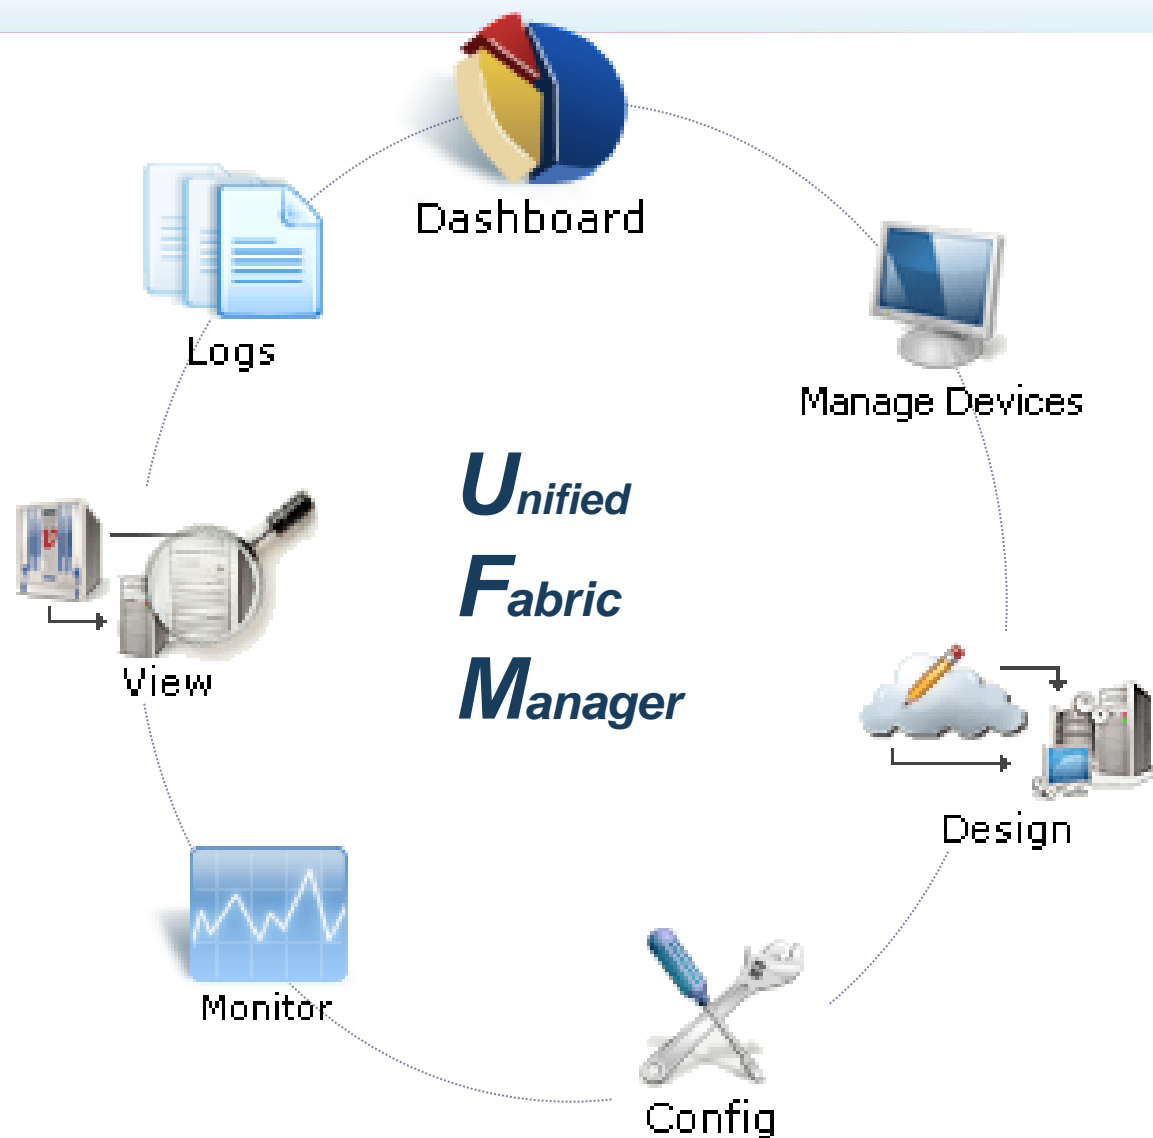 Dashboard
Logs
Manage Devices
Unified
Fabric
Manager
View
Design
Monitor
Config